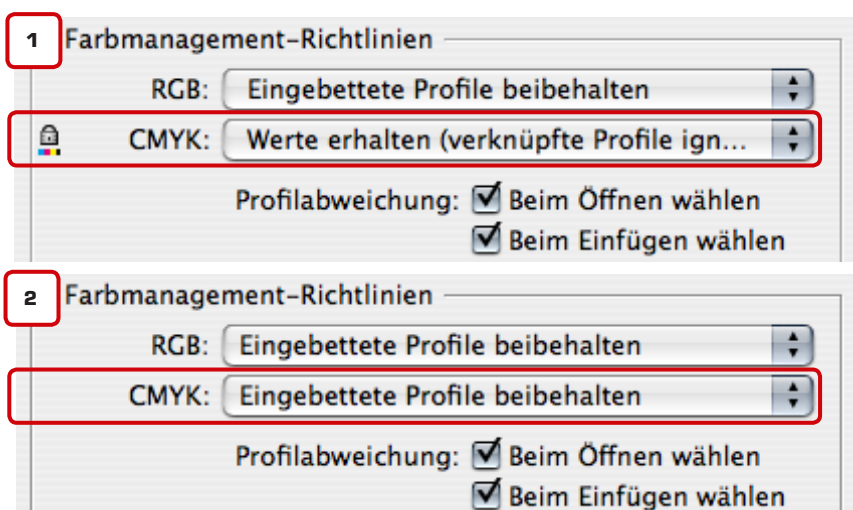 1 Farbmanagement-Richtlinien
RGB: Eingebettete Profile beibehalten
CMYK: Werte erhalten (verknüpfte Profile ign...
Profilabweichung: Beim Öffnen wählen
Beim Einfügen wählen
2 Farbmanagement-Richtlinien
RGB: Eingebettete Profile beibehalten
CMYK: Eingebettete Profile beibehalten
Profilabweichung: Beim Öffnen wählen
Beim Einfügen wählen